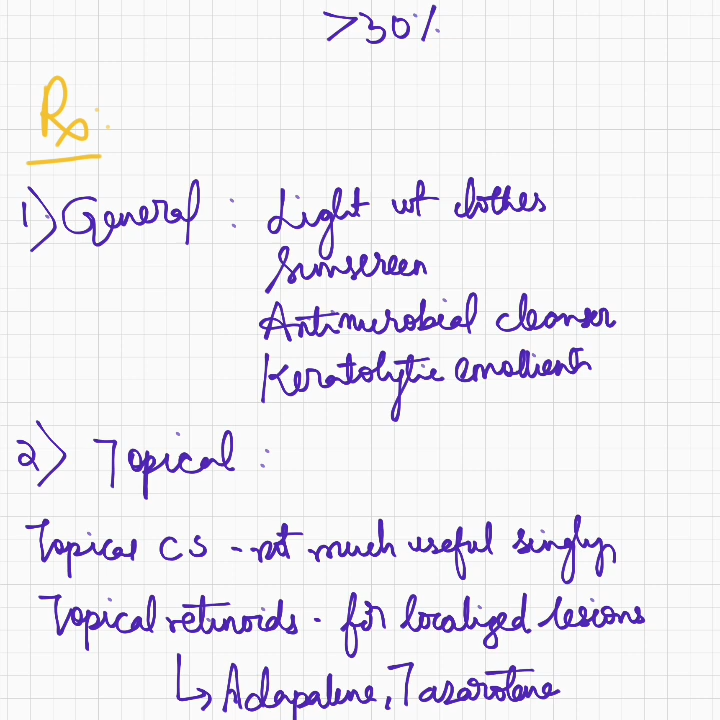 >30%
Rx:
1) General : Light wt clothes
Sunscreen
Antimicrobial cleanser
Keratolytic emollient
2) Topical :
Topical CS - not much useful singly
Topical retinoids - for localized lesions
↳ Adapalene, Tazarotene